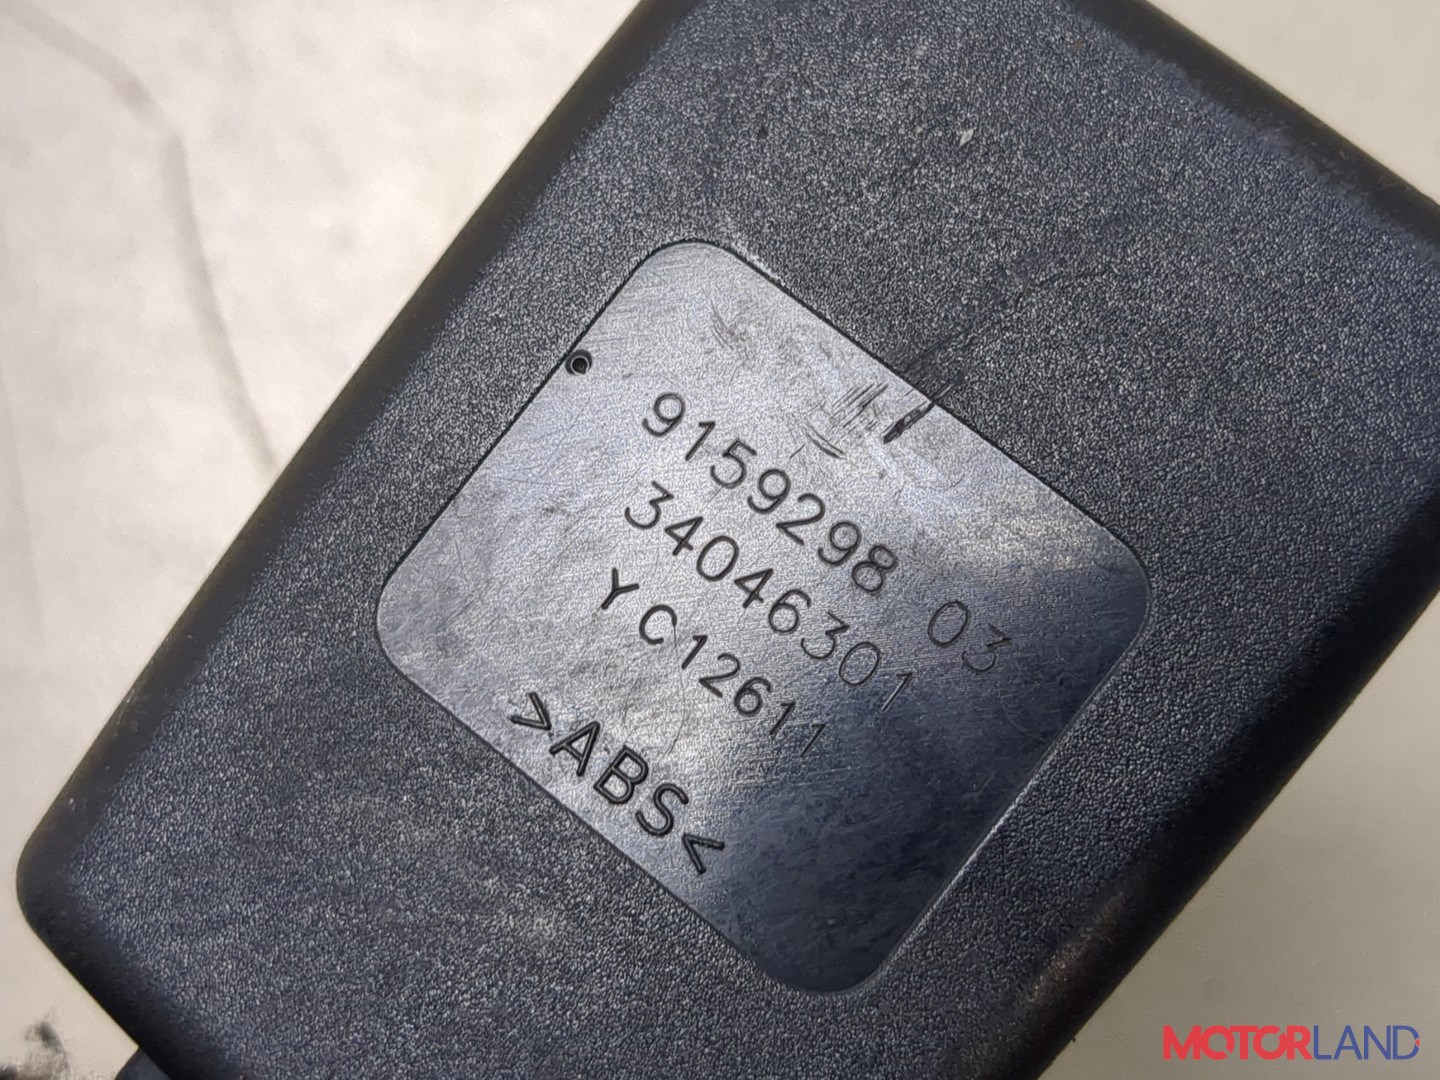 9159298 03
34046301
YC12611
>ABS<
MOTORLAND